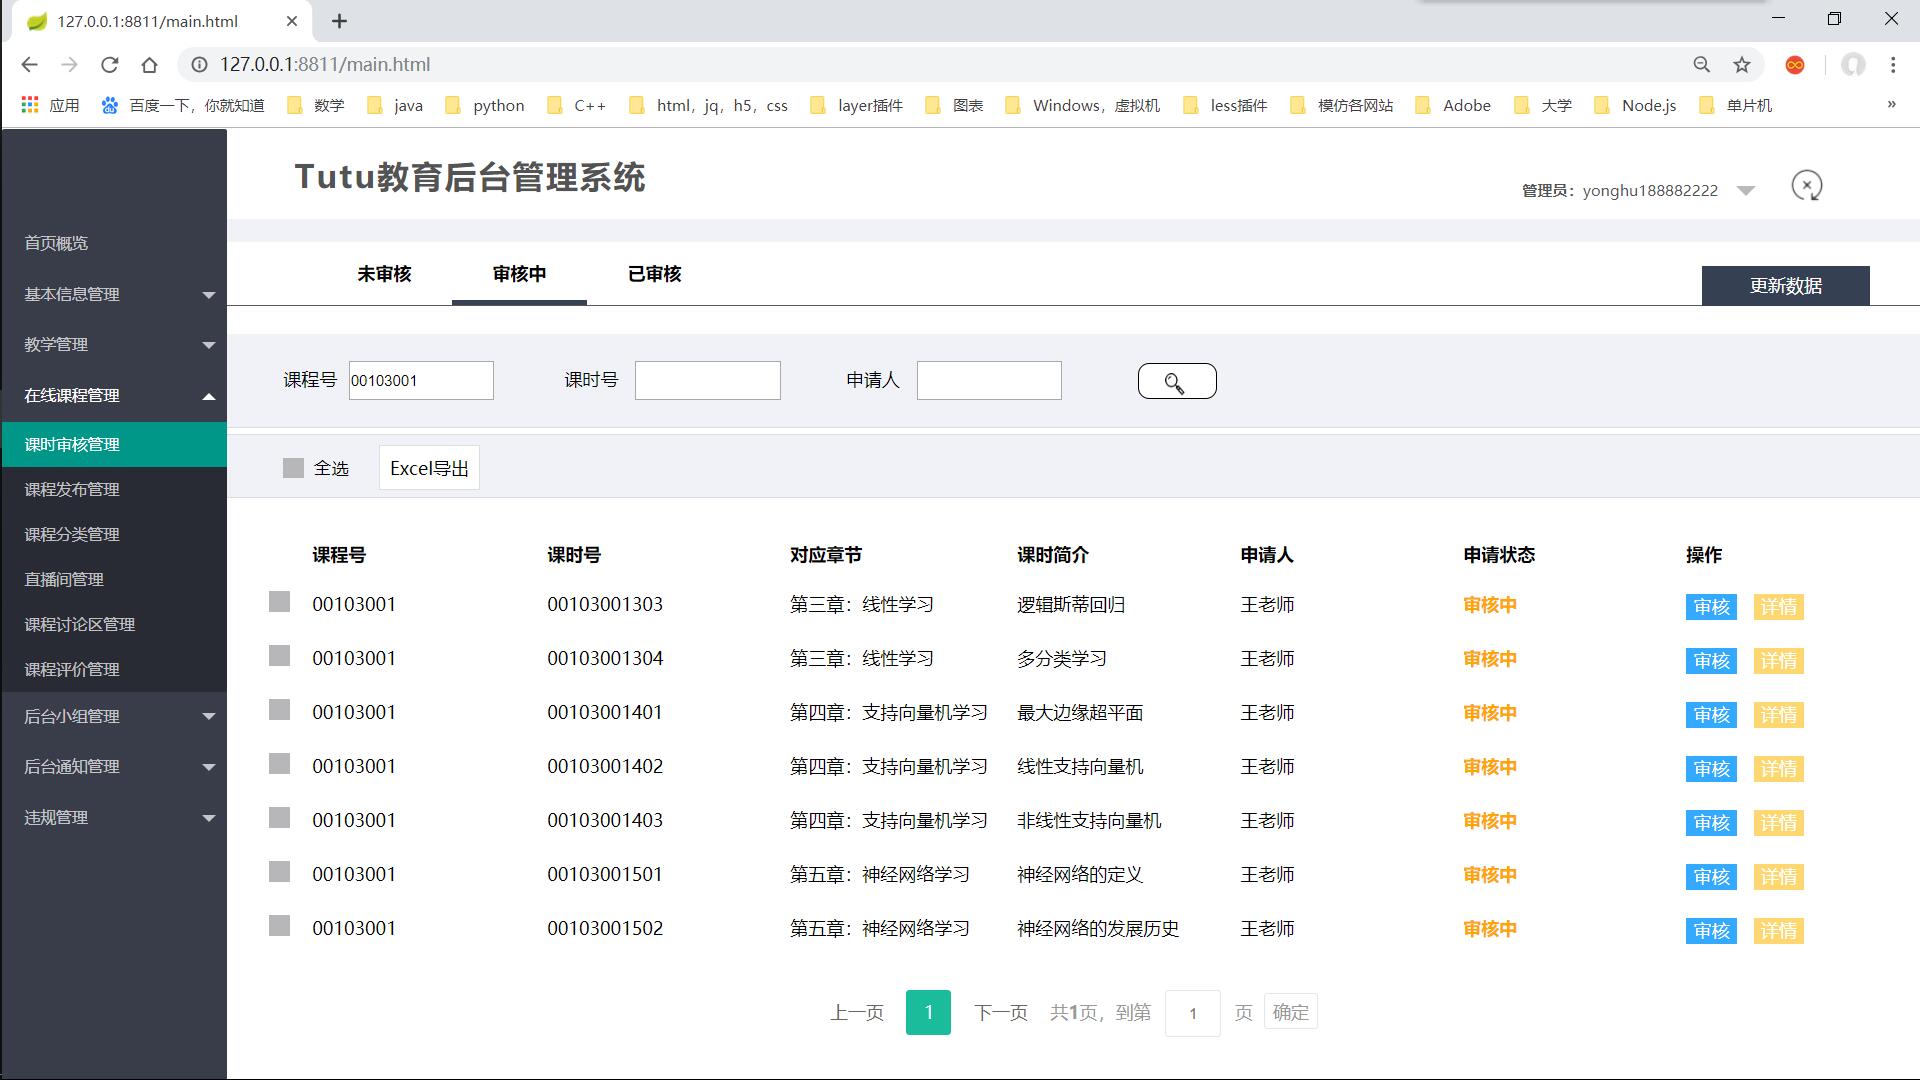 127.0.0.1:8811/main.html
127.0.0.1:8811/main.html
应用 百度一下，你就知道 数学 java python C++ html，jq，h5，css layer插件 图表 Windows，虚拟机 less插件 模仿各网站 Adobe 大学 Node.js 单片机 »
Tutu教育后台管理系统
管理员：yonghu188882222
首页概览
基本信息管理
教学管理
在线课程管理
课时审核管理
课程发布管理
课程分类管理
直播间管理
课程讨论区管理
课程评价管理
后台小组管理
后台通知管理
违规管理
未审核 审核中 已审核 更新数据
课程号 00103001 课时号 申请人
全选 Excel导出
课程号 课时号 对应章节 课时简介 申请人 申请状态 操作
00103001 00103001303 第三章：线性学习 逻辑斯蒂回归 王老师 审核中 审核 详情
00103001 00103001304 第三章：线性学习 多分类学习 王老师 审核中 审核 详情
00103001 00103001401 第四章：支持向量机学习 最大边缘超平面 王老师 审核中 审核 详情
00103001 00103001402 第四章：支持向量机学习 线性支持向量机 王老师 审核中 审核 详情
00103001 00103001403 第四章：支持向量机学习 非线性支持向量机 王老师 审核中 审核 详情
00103001 00103001501 第五章：神经网络学习 神经网络的定义 王老师 审核中 审核 详情
00103001 00103001502 第五章：神经网络学习 神经网络的发展历史 王老师 审核中 审核 详情
上一页 1 下一页 共1页，到第 1 页 确定